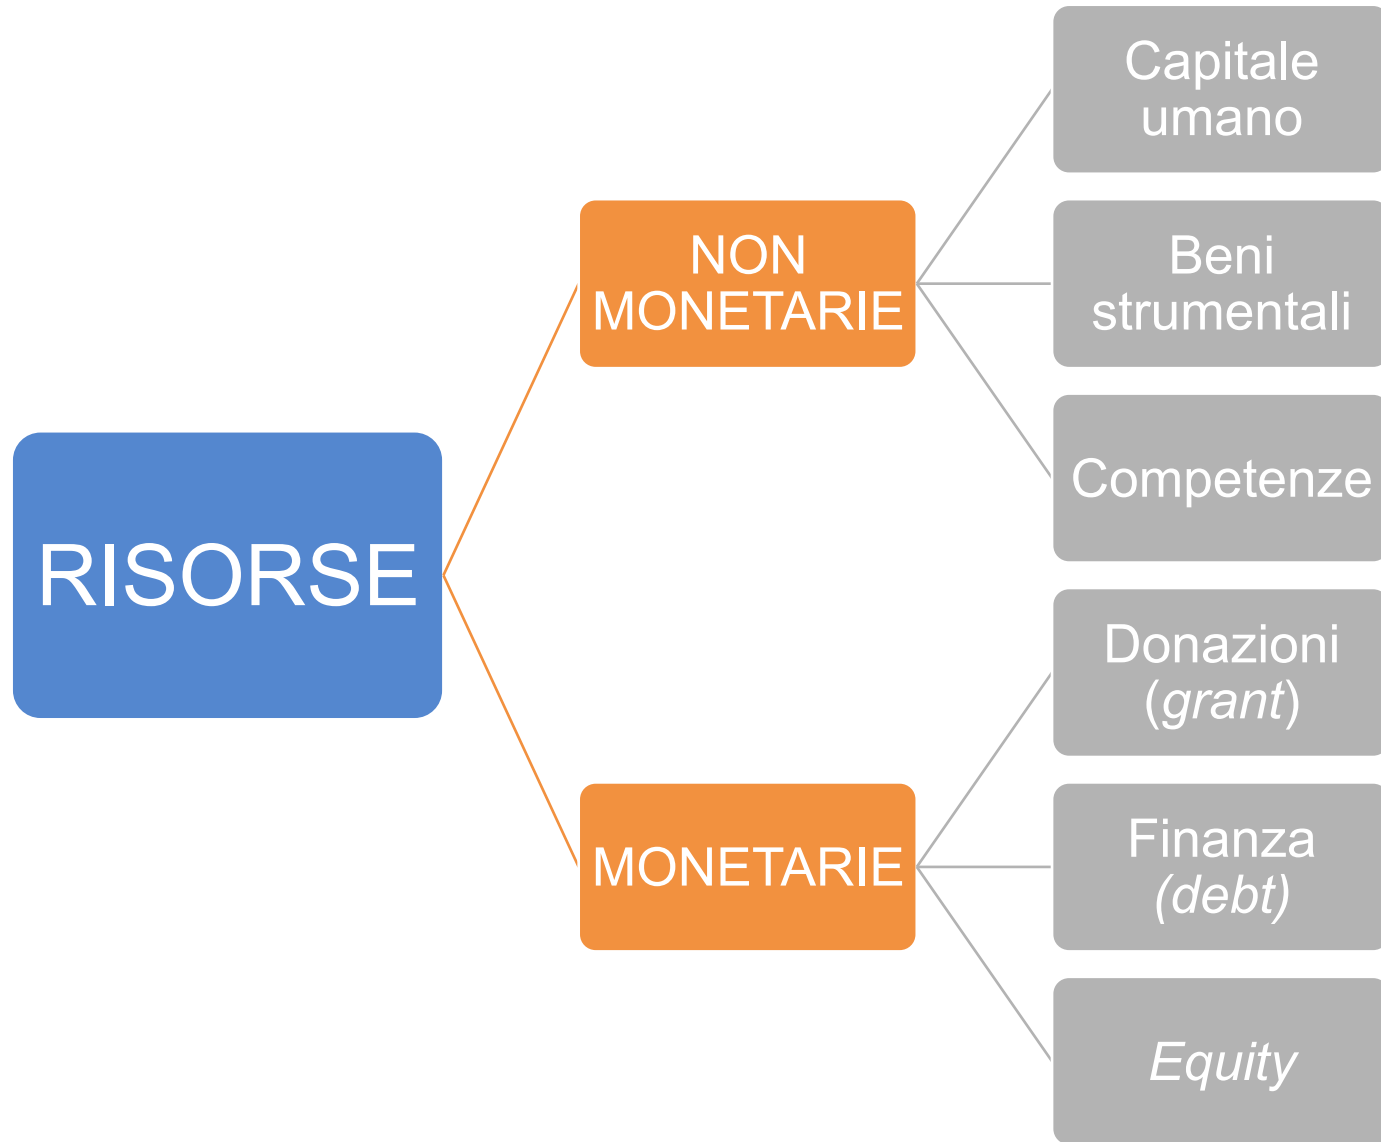 RISORSE
NON
MONETARIE
Capitale
umano
Beni
strumentali
Competenze
MONETARIE
Donazioni
(grant)
Finanza
(debt)
Equity